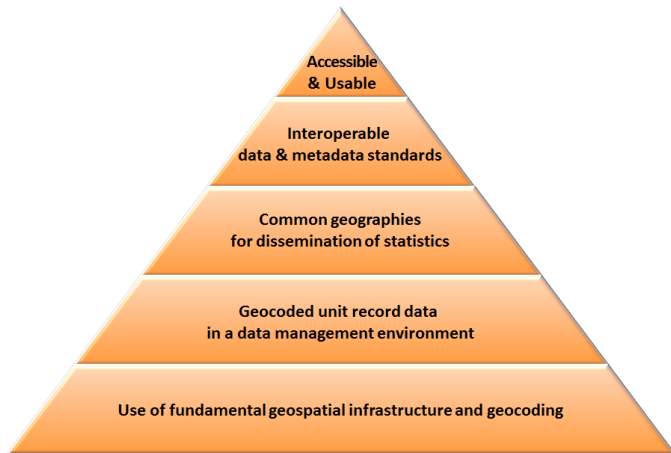 Accessible
& Usable
Interoperable
data & metadata standards
Common geographies
for dissemination of statistics
Geocoded unit record data
in a data management environment
Use of fundamental geospatial infrastructure and geocoding